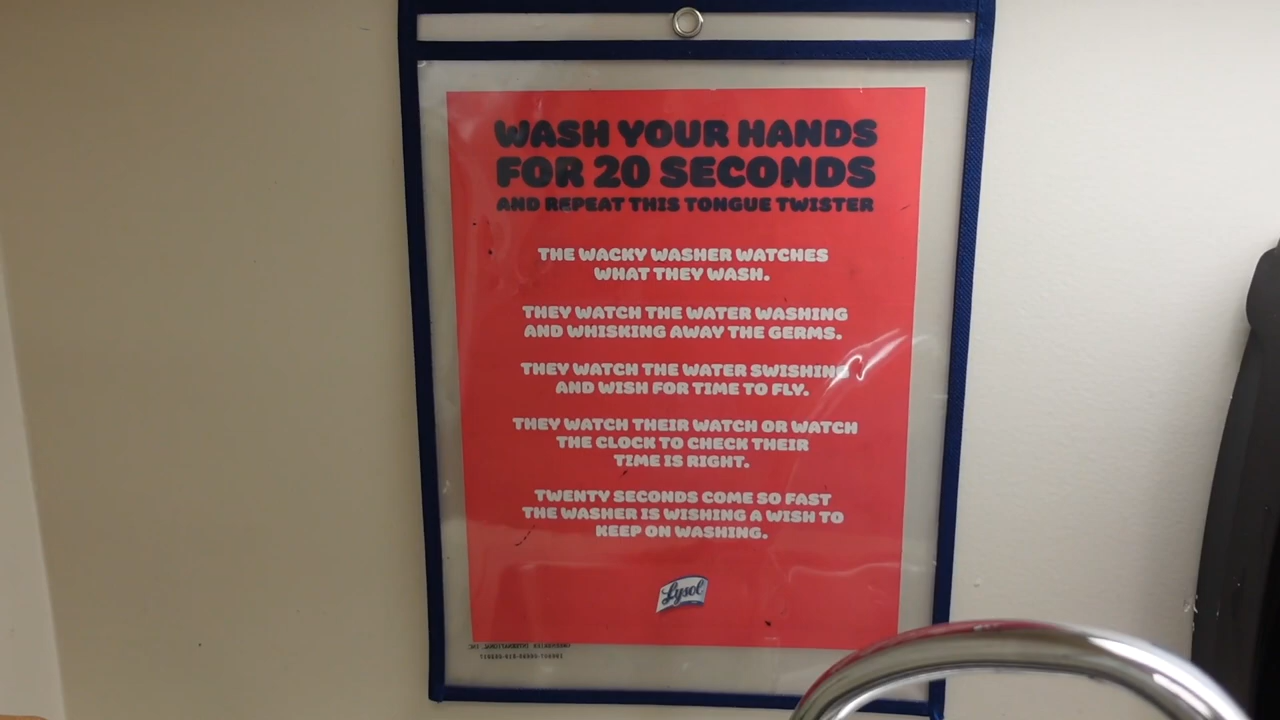 WASH YOUR HANDS
FOR 20 SECONDS
AND REPEAT THIS TONGUE TWISTER
THE WACKY WASHER WATCHES
WHAT THEY WASH.
THEY WATCH THE WATER WASHING
AND WHISKING AWAY THE GERMS.
THEY WATCH THE WATER SWISHING
AND WISH FOR TIME TO FLY.
THEY WATCH THEIR WATCH OR WATCH
THE CLOCK TO CHECK THEIR
TIME IS RIGHT.
TWENTY SECONDS COME SO FAST
THE WASHER IS WISHING A WISH TO
KEEP ON WASHING.
Lysol
INTERNATIONAL, INC.